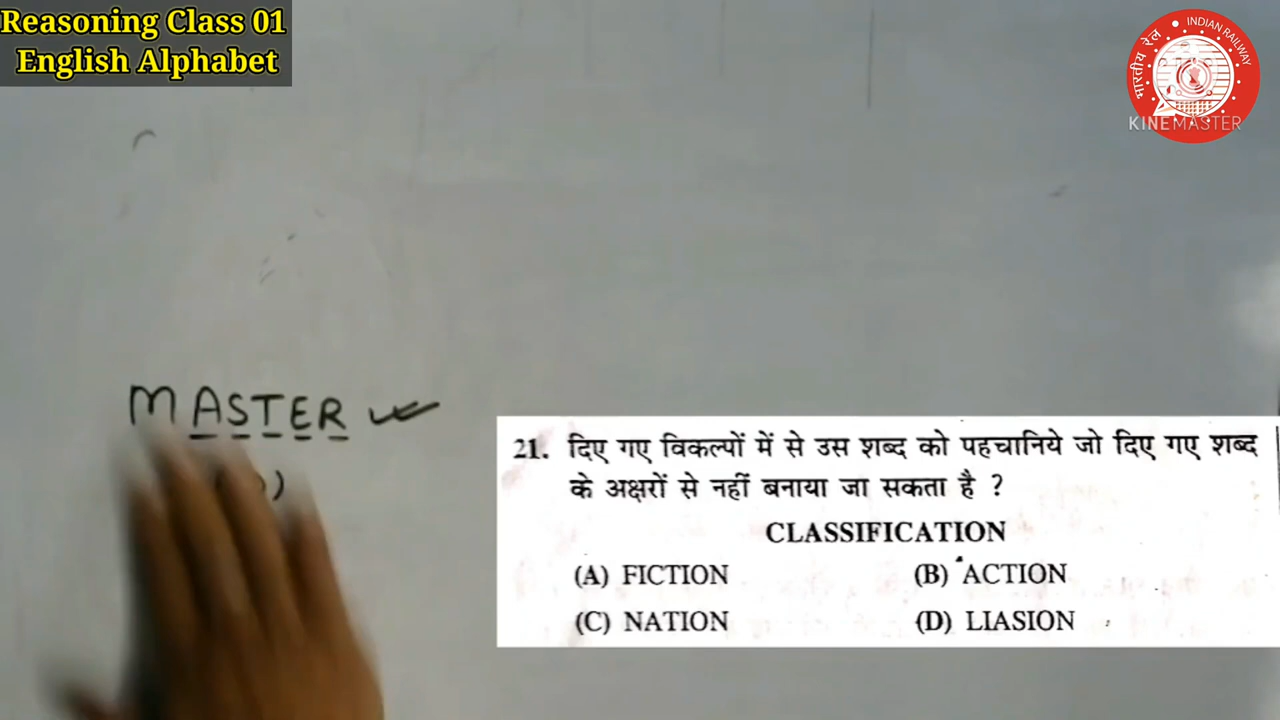 Reasoning Class 01
English Alphabet
भारतीय रेल
INDIAN RAILWAY
KINEMASTER
MASTER
21. दिए गए विकल्पों में से उस शब्द को पहचानिये जो दिए गए शब्द
के अक्षरों से नहीं बनाया जा सकता है ?
CLASSIFICATION
(A) FICTION (B) ACTION
(C) NATION (D) LIASION